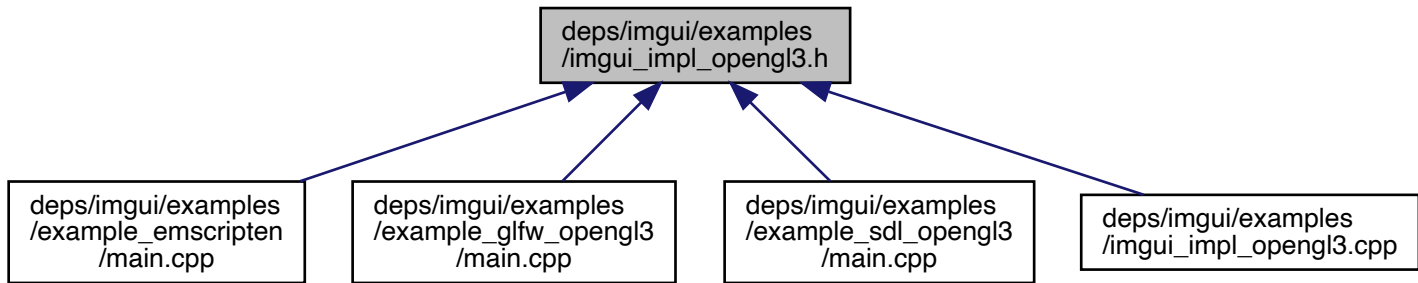 deps/imgui/examples
/imgui_impl_opengl3.h
deps/imgui/examples
/example_emscripten
/main.cpp
deps/imgui/examples
/example_glfw_opengl3
/main.cpp
deps/imgui/examples
/example_sdl_opengl3
/main.cpp
deps/imgui/examples
/imgui_impl_opengl3.cpp